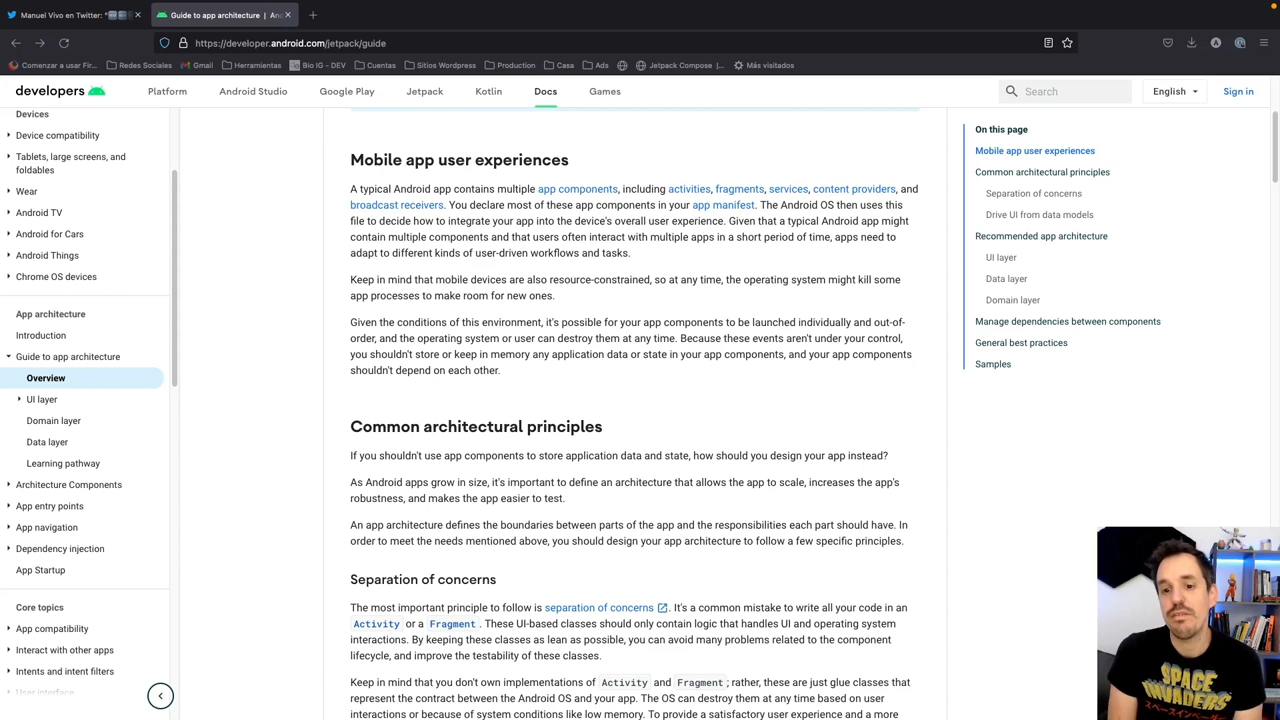 Manuel Vivo en Twitter: "
Guide to app architecture | An
https://developer.android.com/jetpack/guide
Comenzar a usar Fir...
Redes Sociales
Gmail
Herramientas
Bio IG - DEV
Cuentas
Sitios Wordpress
Production
Casa
Ads
Jetpack Compose |
Más visitados
developers
Platform
Android Studio
Google Play
Jetpack
Kotlin
Docs
Games
Search
English
Sign in
Devices
Device compatibility
Tablets, large screens, and
foldables
Wear
Android TV
Android for Cars
Android Things
Chrome OS devices
App architecture
Introduction
Guide to app architecture
Overview
UI layer
Domain layer
Data layer
Learning pathway
Architecture Components
App entry points
App navigation
Dependency injection
App Startup
Core topics
App compatibility
Interact with other apps
Intents and intent filters
User interface
Mobile app user experiences
A typical Android app contains multiple app components, including activities, fragments, services, content providers, and
broadcast receivers. You declare most of these app components in your app manifest. The Android OS then uses this
file to decide how to integrate your app into the device's overall user experience. Given that a typical Android app might
contain multiple components and that users often interact with multiple apps in a short period of time, apps need to
adapt to different kinds of user-driven workflows and tasks.
Keep in mind that mobile devices are also resource-constrained, so at any time, the operating system might kill some
app processes to make room for new ones.
Given the conditions of this environment, it's possible for your app components to be launched individually and out-of-
order, and the operating system or user can destroy them at any time. Because these events aren't under your control,
you shouldn't store or keep in memory any application data or state in your app components, and your app components
shouldn't depend on each other.
Common architectural principles
If you shouldn't use app components to store application data and state, how should you design your app instead?
As Android apps grow in size, it's important to define an architecture that allows the app to scale, increases the app's
robustness, and makes the app easier to test.
An app architecture defines the boundaries between parts of the app and the responsibilities each part should have. In
order to meet the needs mentioned above, you should design your app architecture to follow a few specific principles.
Separation of concerns
The most important principle to follow is separation of concerns. It's a common mistake to write all your code in an
Activity or a Fragment. These UI-based classes should only contain logic that handles UI and operating system
interactions. By keeping these classes as lean as possible, you can avoid many problems related to the component
lifecycle, and improve the testability of these classes.
Keep in mind that you don't own implementations of Activity and Fragment; rather, these are just glue classes that
represent the contract between the Android OS and your app. The OS can destroy them at any time based on user
interactions or because of system conditions like low memory. To provide a satisfactory user experience and a more
On this page
Mobile app user experiences
Common architectural principles
Separation of concerns
Drive UI from data models
Recommended app architecture
UI layer
Data layer
Domain layer
Manage dependencies between components
General best practices
Samples
SPACE
INVADERS
スペースインベーダー